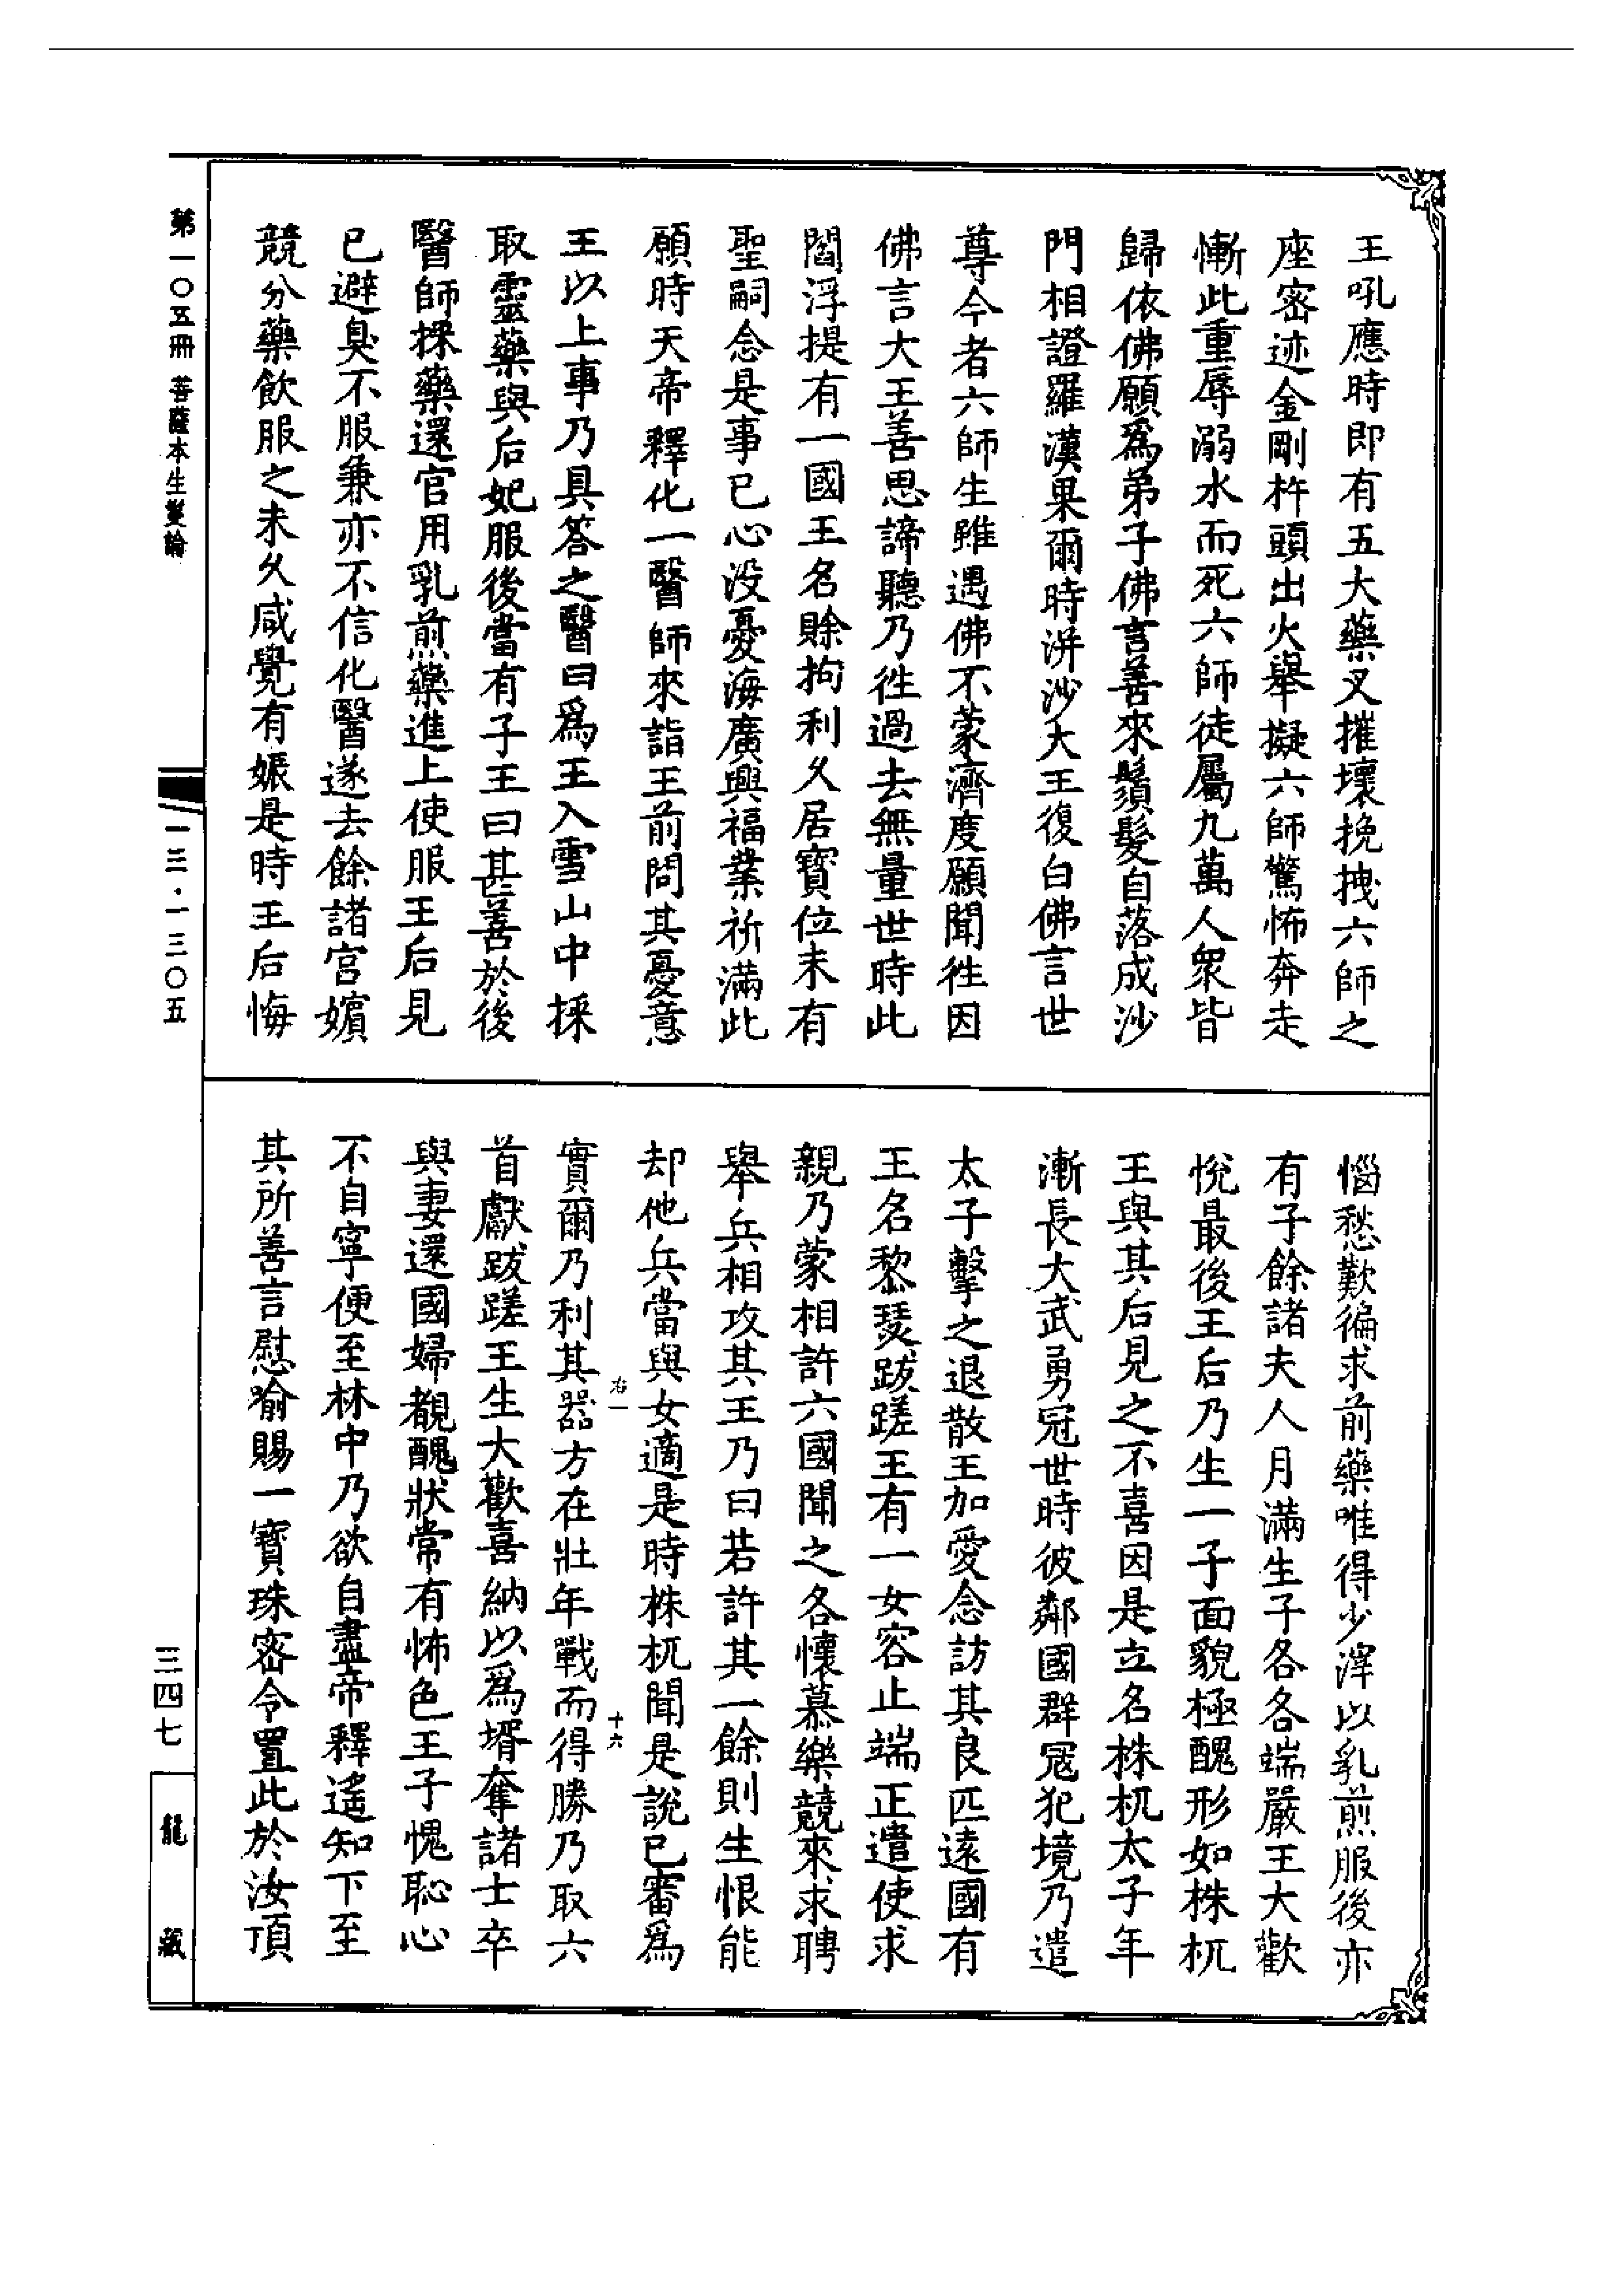 王吼應時即有五大藥叉摧壞挽拽六師之
座密迹金剛杵頭出火舉擬六師驚怖奔走
慚此重辱溺水而死六師徒屬九萬人衆皆
歸依佛願為弟子佛言善來鬚髮自落成沙
門相證羅漢果爾時洴沙大王復白佛言世
尊今者六師生雖遇佛不蒙濟度願聞徃因
佛言大王善思諦聽乃徃過去無量世時此
閻浮提有一國王名賖拘利久居寶位未有
聖嗣念是事已心没憂海廣興福業祈滿此
願時天帝釋化一醫師來詣王前問其憂意
王以上事乃具答之醫曰為王入雪山中採
取靈藥與后妃服後當有子王曰甚善於後
醫師採藥還官用乳煎藥進上使服王后見
已避臭不服兼亦不信化醫遂去餘諸宮嬪
競分藥飲服之未久咸覺有娠是時王后悔
惱愁歎徧求前藥唯得少滓以乳煎服後亦
有子餘諸夫人月滿生子各各端嚴王大歡
悅最後王后乃生一子面貌極醜形如株杌
王與其后見之不喜因是立名株杌太子年
漸長大武勇冠世時彼鄰國群冦犯境乃遣
太子擊之退散王加愛念訪其良匹逺國有
王名黎瑟跋蹉王有一女容止端正遣使求
親乃蒙相許六國聞之各懷慕樂競來求聘
舉兵相攻其王乃曰若許其一餘則生恨能
却他兵當與女適是時株杌聞是說已審為
右一 十六
實爾乃利其器方在壯年戰而得勝乃取六
首獻跋蹉王生大歡喜納以為壻奪諸士卒
與妻還國婦覩醜狀常有怖色王子愧恥心
不自寧便至林中乃欲自盡帝釋遙知下至
其所善言慰喻賜一寶珠密令置此於汝頂
第一〇五冊 菩薩本生鬘論
一三·一三〇五
三四七
龍藏